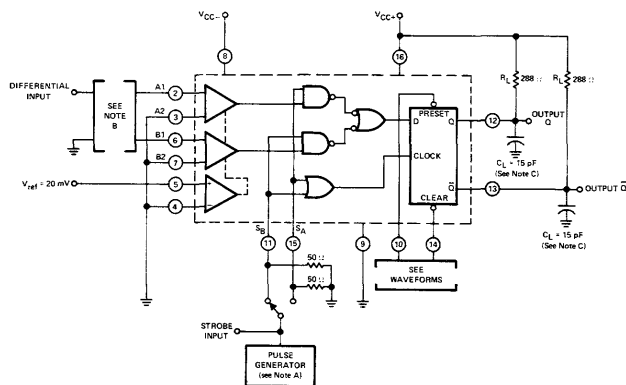 VCC−
VCC+
8
16
RL
288 Ω
RL
288 Ω
DIFFERENTIAL
INPUT
SEE
NOTE
B
A1
2
A2
3
B1
6
B2
7
Vref = 20 mV
5
+
4
−
PRESET
D
Q
CLOCK
Q̅
CLEAR
12
OUTPUT
Q
CL = 15 pF
(See Note C)
13
OUTPUT Q̅
CL = 15 pF
(See Note C)
SB
SA
11
15
9
10
14
50 Ω
50 Ω
SEE
WAVEFORMS
STROBE
INPUT
PULSE
GENERATOR
(see Note A)